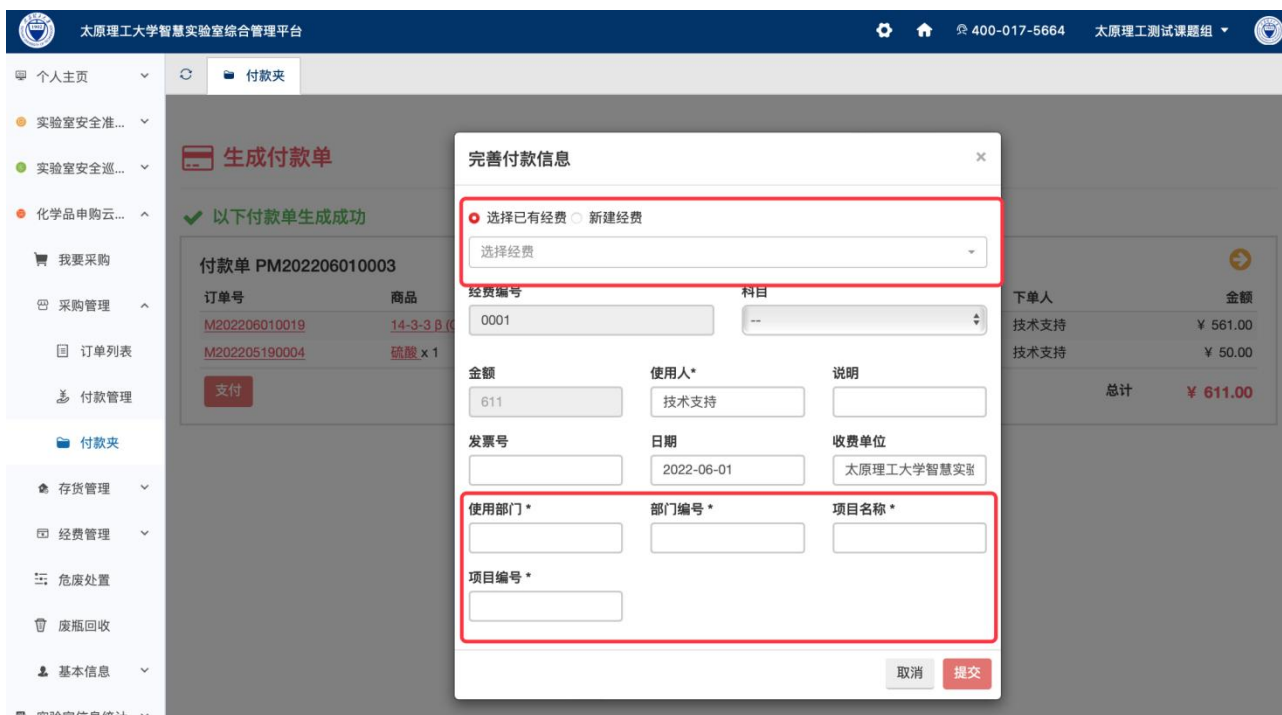 太原理工大学智慧实验室综合管理平台
400-017-5664
太原理工测试课题组
个人主页
付款夹
实验室安全准...
实验室安全巡...
化学品申购云...
我要采购
采购管理
订单列表
付款管理
付款夹
存货管理
经费管理
危废处置
废瓶回收
基本信息
生成付款单
以下付款单生成成功
付款单 PM202206010003
订单号 商品 下单人 金额
M202206010019 14-3-3 β 技术支持 ¥ 561.00
M202205190004 硫酸 x 1 技术支持 ¥ 50.00
支付 总计 ¥ 611.00
完善付款信息 ×
选择已有经费 新建经费
选择经费
经费编号 科目
0001 --
金额 使用人* 说明
611 技术支持
发票号 日期 收费单位
2022-06-01 太原理工大学智慧实验
使用部门 * 部门编号 * 项目名称 *
项目编号 *
取消 提交